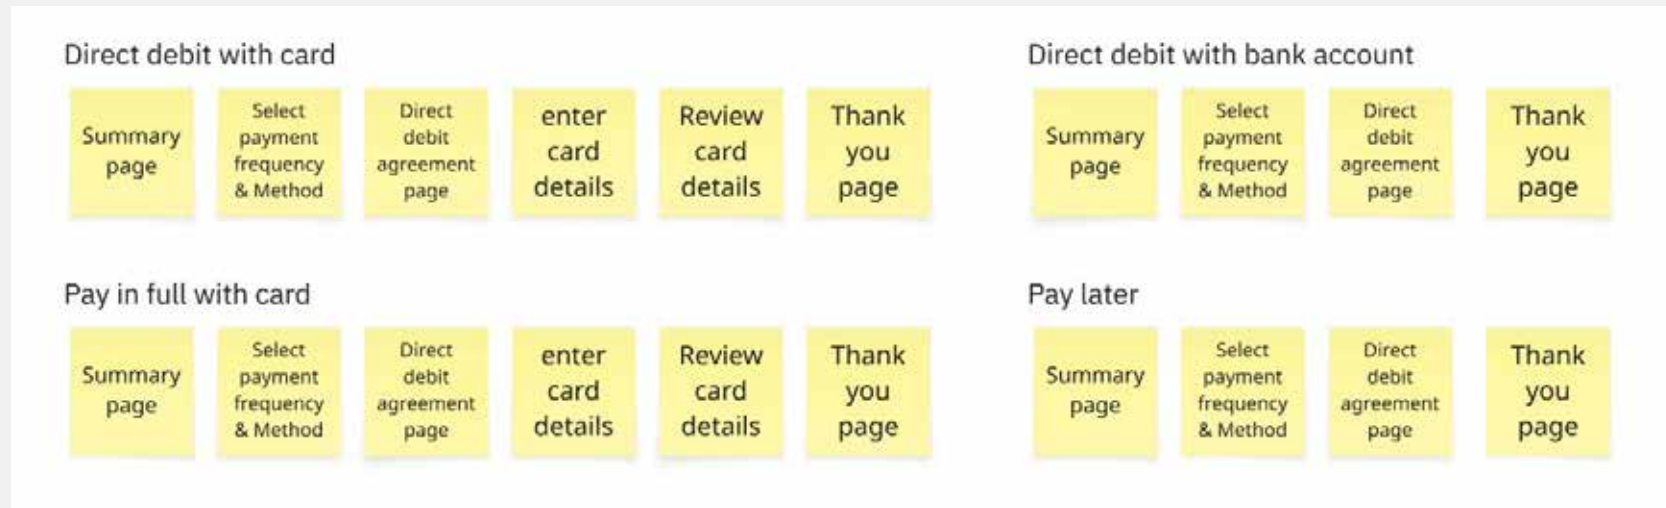 Direct debit with card
Summary
page
Select
payment
frequency
& Method
Direct
debit
agreement
page
enter
card
details
Review
card
details
Thank
you
page
Direct debit with bank account
Summary
page
Select
payment
frequency
& Method
Direct
debit
agreement
page
Thank
you
page
Pay in full with card
Summary
page
Select
payment
frequency
& Method
Direct
debit
agreement
page
enter
card
details
Review
card
details
Thank
you
page
Pay later
Summary
page
Select
payment
frequency
& Method
Direct
debit
agreement
page
Thank
you
page